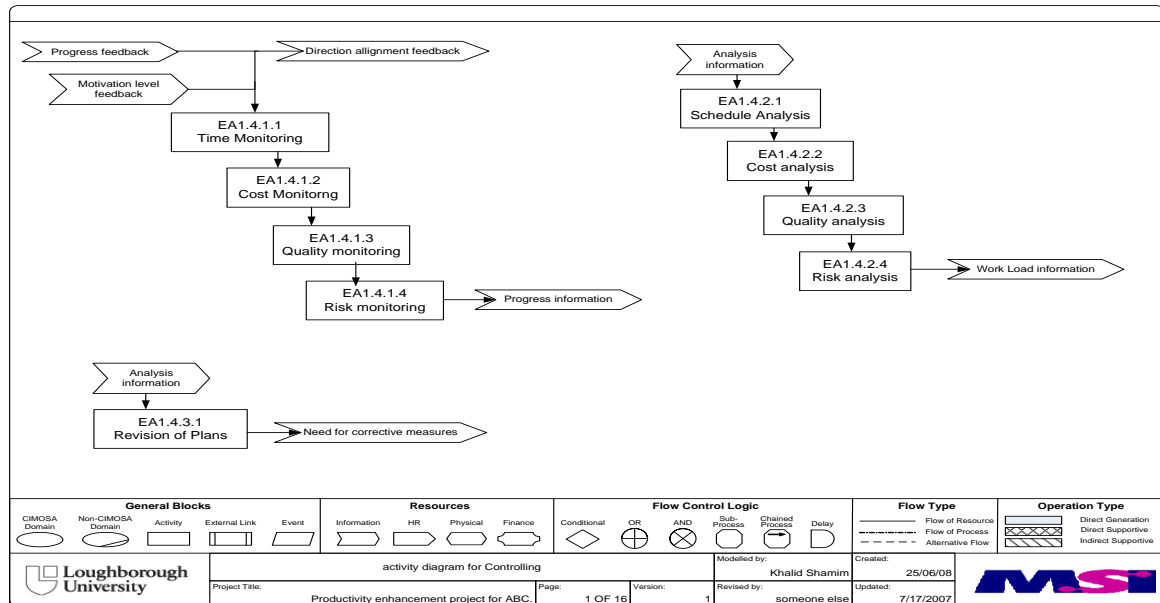 Progress feedback
Direction allignment feedback
Motivation level
feedback
EA1.4.1.1
Time Monitoring
EA1.4.1.2
Cost Monitorng
EA1.4.1.3
Quality monitoring
EA1.4.1.4
Risk monitoring
Progress information
Analysis
information
EA1.4.2.1
Schedule Analysis
EA1.4.2.2
Cost analysis
EA1.4.2.3
Quality analysis
EA1.4.2.4
Risk analysis
Work Load information
Analysis
information
EA1.4.3.1
Revision of Plans
Need for corrective measures
General Blocks
CIMOSA
Domain
Non-CIMOSA
Domain
Activity
External Link
Event
Resources
Information
HR
Physical
Finance
Flow Control Logic
Conditional
OR
AND
Sub-
Process
Chained
Process
Delay
Flow Type
Flow of Resource
Flow of Process
Alternative Flow
Operation Type
Direct Generation
Direct Supportive
Indirect Supportive
Loughborough
University
activity diagram for Controlling
Modelled by:
Khalid Shamim
Created:
25/06/08
Project Title:
Productivity enhancement project for ABC.
Page:
1 OF 16
Version:
1
Revised by:
someone else
Updated:
7/17/2007
MSI